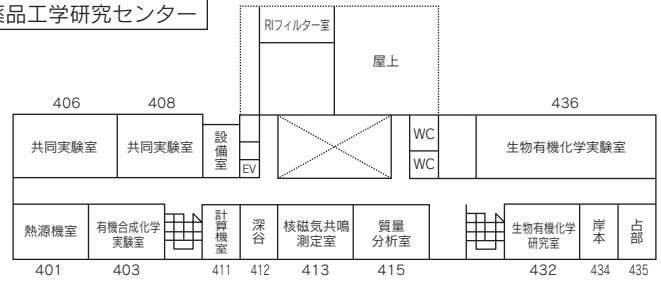 薬品工学研究センター
RIフィルター室
屋上
406
408
436
共同実験室
共同実験室
設備室
EV
WC
WC
生物有機化学実験室
熱源機室
有機合成化学
実験室
計算機室
深谷
核磁気共鳴
測定室
質量
分析室
生物有機化学
研究室
岸本
占部
401
403
411
412
413
415
432
434
435